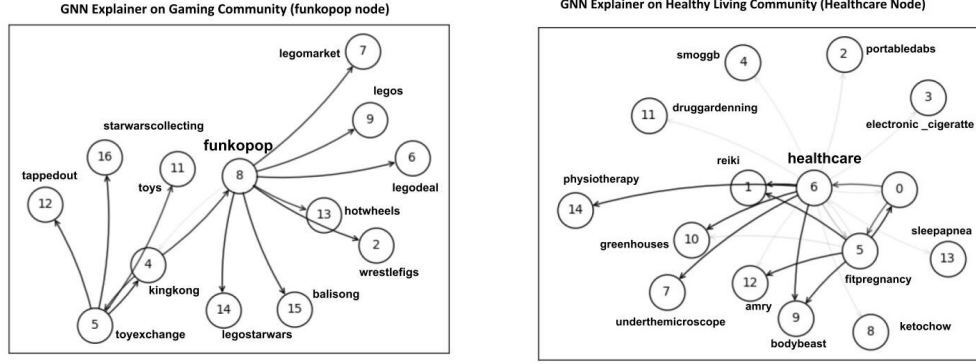 GNN Explainer on Gaming Community (funkopop node)
legomarket
7
legos
9
starwarscollecting
16
funkopop
11
toys
8
6
legodeal
tappedout
12
13
hotwheels
2
wrestlefigs
4
kingkong
balisong
14
15
5
toyexchange
legostarwars
GNN Explainer on Healthy Living Community (Healthcare Node)
smoggb
4
2
portabledabs
3
electronic _cigeratte
druggardenning
11
healthcare
reiki
1
6
0
physiotherapy
14
greenhouses
10
sleepapnea
13
5
fitpregnancy
7
underthemicroscope
12
amry
9
bodybeast
8
ketochow